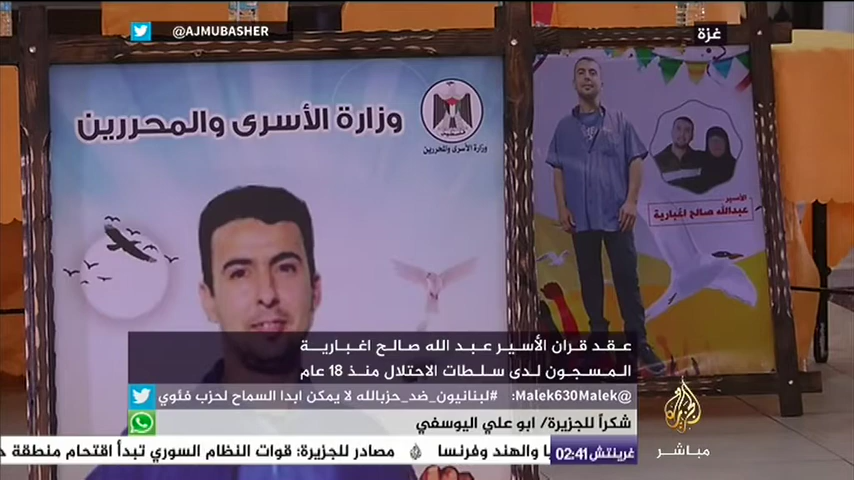 @AJMUBASHER
غزة
وزارة الأسرى والمحررين
فلسطين
وزارة الأسرى والمحررين
الأسير
عبدالله صالح اغبارية
عقد قران الأسير عبد الله صالح اغبارية
المسجون لدى سلطات الاحتلال منذ 18 عام
@Malek630Malek: #لبنانيون_ضد_حزبالله لا يمكن ابدا السماح لحزب فئوي
شكراً للجزيرة/ ابو علي اليوسفي
مباشر
غرينتش 02:41
يا والهند وفرنسا
مصادر للجزيرة: قوات النظام السوري تبدأ اقتحام منطقة